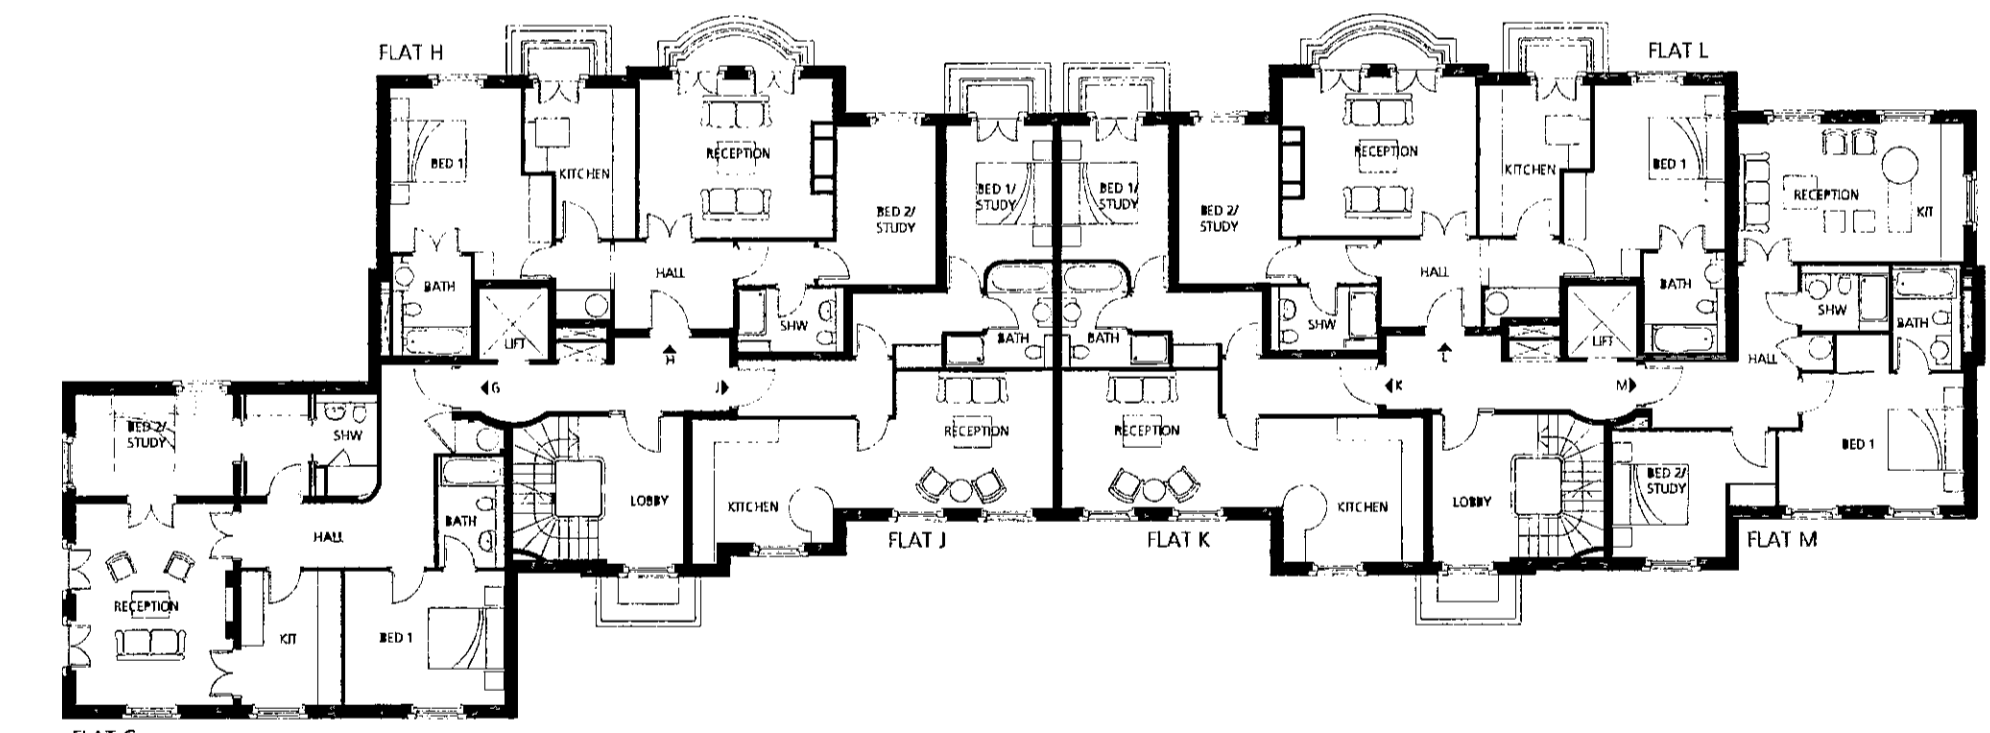 FLAT H
FLAT L
BED 1
KITCHEN
RECEPTION
BED 2/
STUDY
BED 1/
STUDY
BED 1/
STUDY
BED 2/
STUDY
RECEPTION
KITCHEN
BED 1
RECEPTION
KIT
BATH
HALL
SHW
LIFT
BATH
BATH
SHW
HALL
BATH
LIFT
SHW
BATH
HALL
H
L
G
J
K
M
BED 2/
STUDY
SHW
RECEPTION
RECEPTION
BED 1
BED 2/
STUDY
HALL
BATH
LOBBY
KITCHEN
KITCHEN
LOBBY
FLAT J
FLAT K
FLAT M
RECEPTION
KIT
BED 1